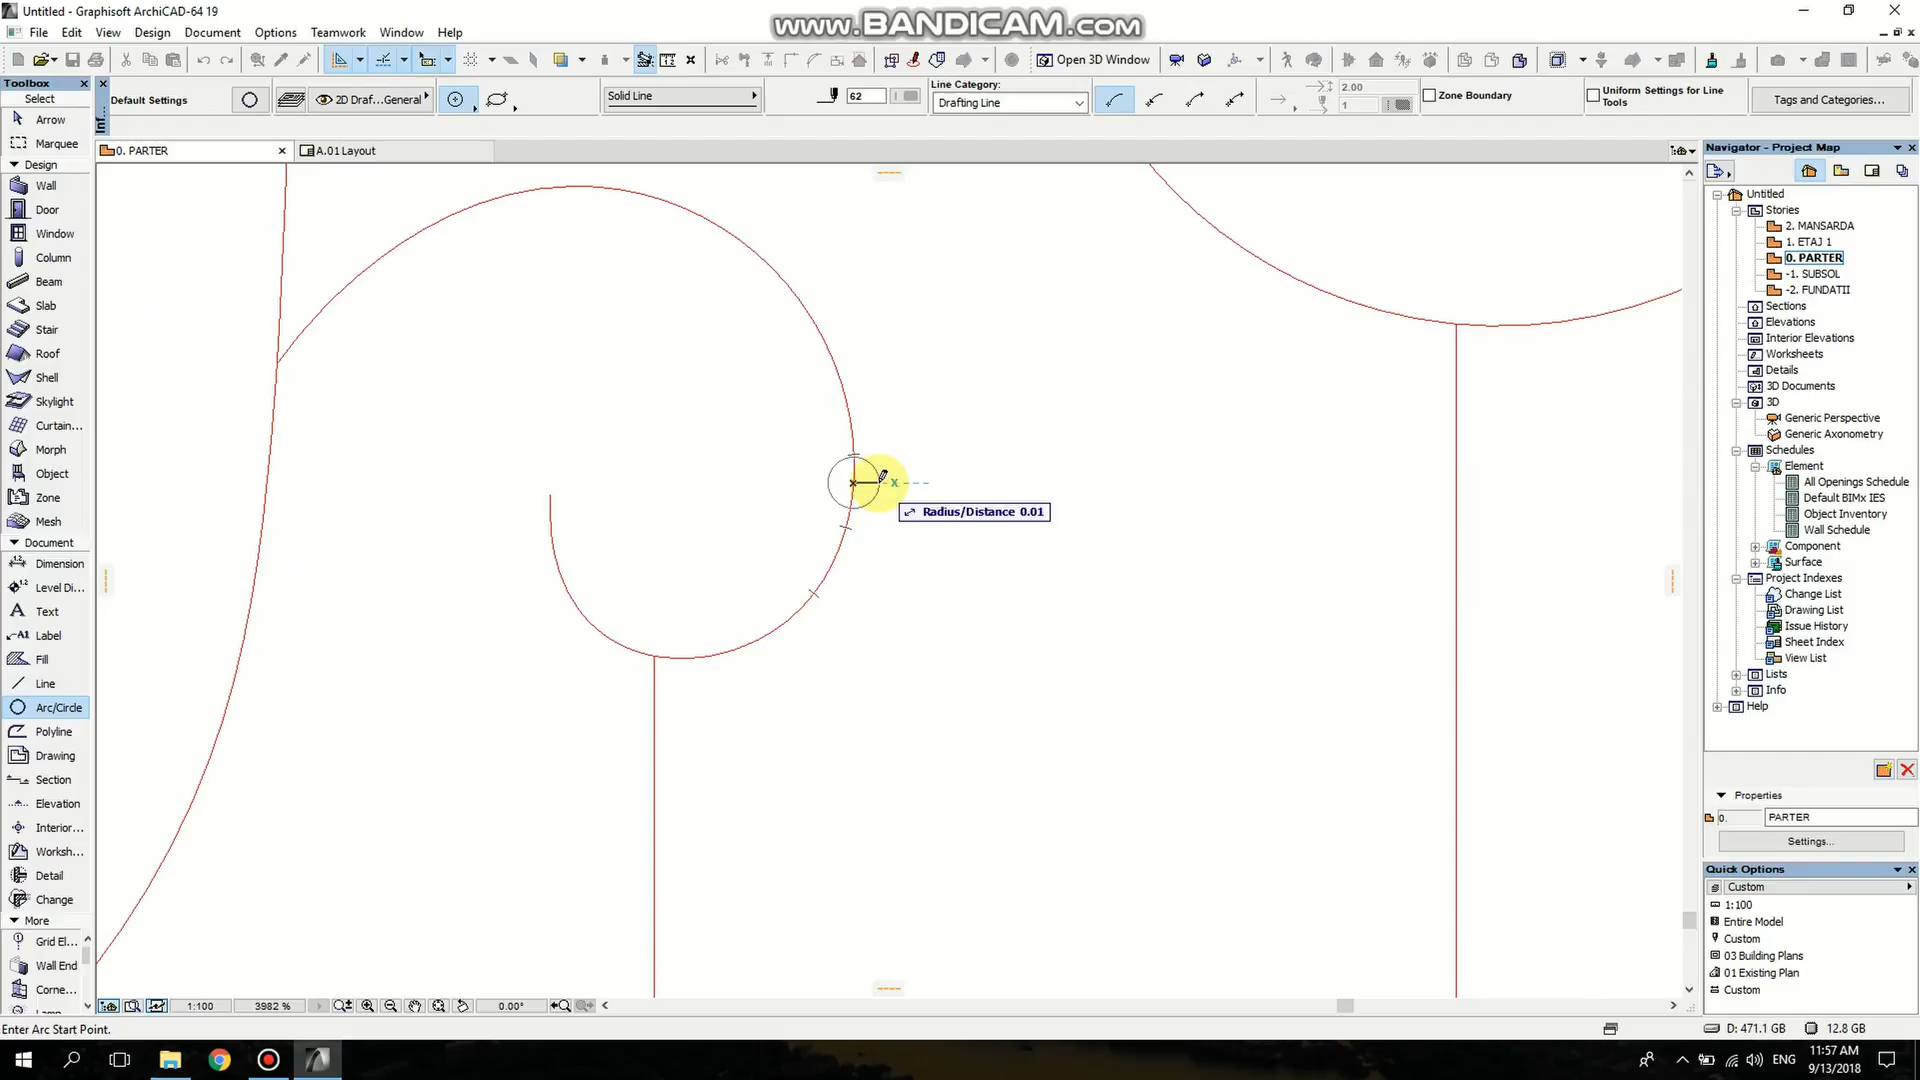 Untitled - Graphisoft ArchiCAD-64 19
www.BANDICAM.com
File Edit View Design Document Options Teamwork Window Help
Open 3D Window
Toolbox
Select
Arrow
Marquee
Design
Wall
Door
Window
Column
Beam
Slab
Stair
Roof
Shell
Skylight
Curtain...
Morph
Object
Zone
Mesh
Document
Dimension
Level Di...
Text
Label
Fill
Line
Arc/Circle
Polyline
Drawing
Section
Elevation
Interior...
Worksh...
Detail
Change
More
Grid El...
Wall End
Corne...
Default Settings
2D Draf...General
Solid Line
62
Line Category:
Drafting Line
2.00
1
Zone Boundary
Uniform Settings for Line Tools
Tags and Categories...
0. PARTER
A.01 Layout
Radius/Distance 0.01
Navigator - Project Map
Untitled
Stories
2. MANSARDA
1. ETAJ 1
0. PARTER
-1. SUBSOL
-2. FUNDATII
Sections
Elevations
Interior Elevations
Worksheets
Details
3D Documents
3D
Generic Perspective
Generic Axonometry
Schedules
Element
All Openings Schedule
Default BIMx IES
Object Inventory
Wall Schedule
Component
Surface
Project Indexes
Change List
Drawing List
Issue History
Sheet Index
View List
Lists
Info
Help
Properties
0. PARTER
Settings...
Quick Options
Custom
1:100
Entire Model
Custom
03 Building Plans
01 Existing Plan
Custom
1:100 3982 % 0.00°
Enter Arc Start Point.
D: 471.1 GB 12.8 GB
ENG
11:57 AM
9/13/2018